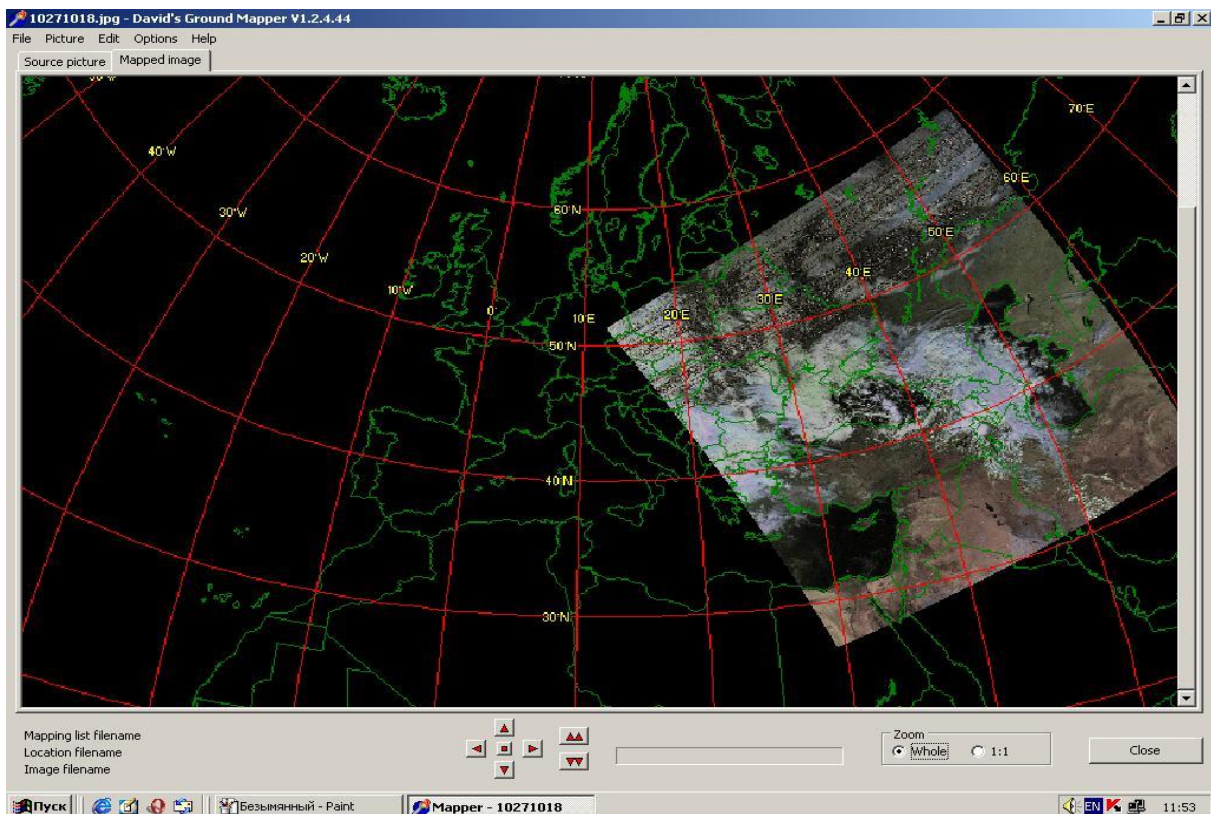 10271018.jpg - David's Ground Mapper V1.2.4.44
File Picture Edit Options Help
Source picture Mapped image
70°E
40°W
60°E
30°W
60°N
50°E
20°W
40°E
10°W
30°E
0
10°E
20°E
50°N
40°N
30°N
Mapping list filename
Location filename
Image filename
Zoom
Whole 1:1
Close
Пуск
Безымянный - Paint
Mapper - 10271018
EN
11:53